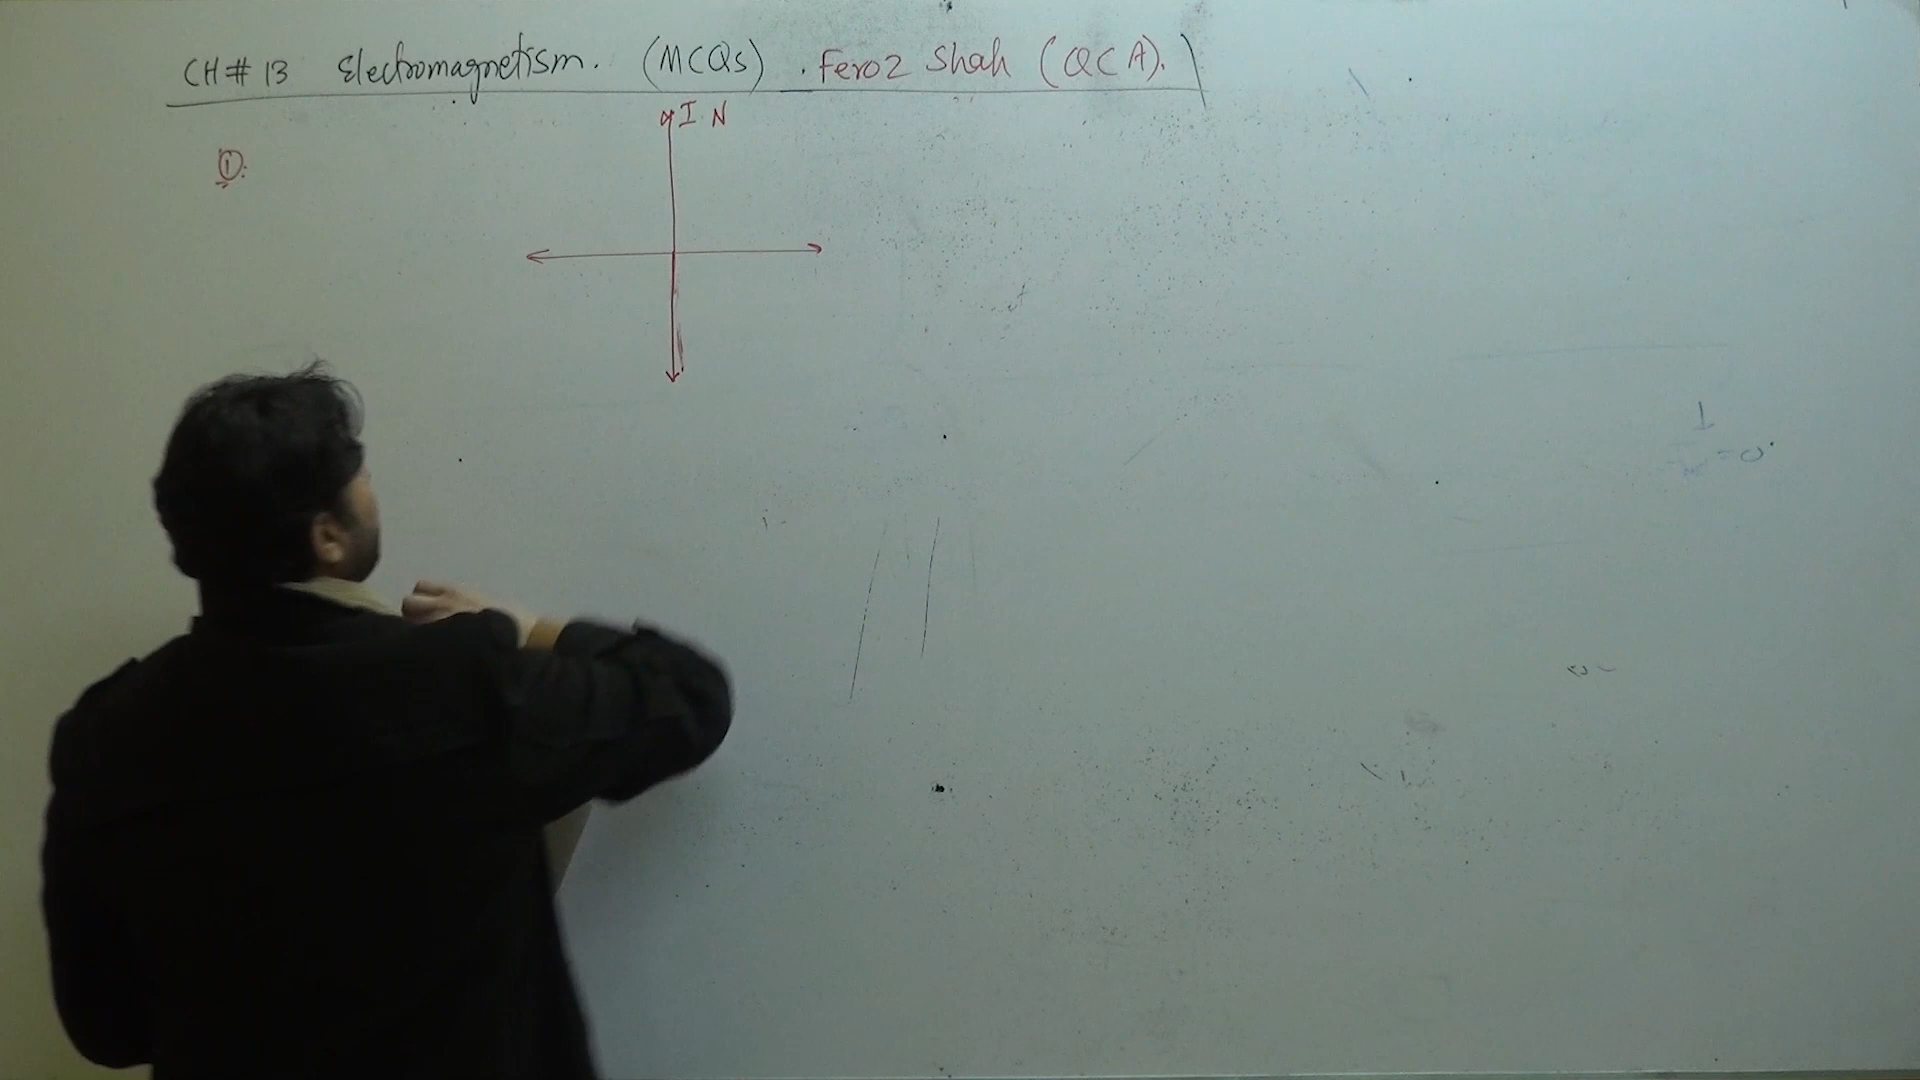 CH# 13 Electromagnetism. (MCQs). Feroz Shah (QCA).
I N
①.